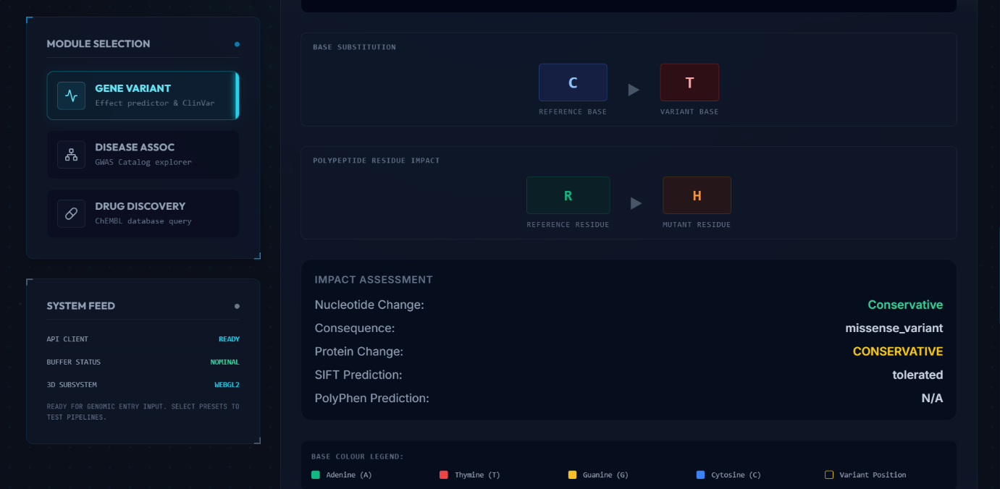 MODULE SELECTION
GENE VARIANT
Effect predictor & ClinVar
DISEASE ASSOC
GWAS Catalog explorer
DRUG DISCOVERY
ChEMBL database query
SYSTEM FEED
API CLIENT READY
BUFFER STATUS NOMINAL
3D SUBSYSTEM WEBGL2
READY FOR GENOMIC ENTRY INPUT. SELECT PRESETS TO
TEST PIPELINES.
BASE SUBSTITUTION
C T
REFERENCE BASE VARIANT BASE
POLYPEPTIDE RESIDUE IMPACT
R H
REFERENCE RESIDUE MUTANT RESIDUE
IMPACT ASSESSMENT
Nucleotide Change: Conservative
Consequence: missense_variant
Protein Change: CONSERVATIVE
SIFT Prediction: tolerated
PolyPhen Prediction: N/A
BASE COLOUR LEGEND:
Adenine (A) Thymine (T) Guanine (G) Cytosine (C) Variant Position